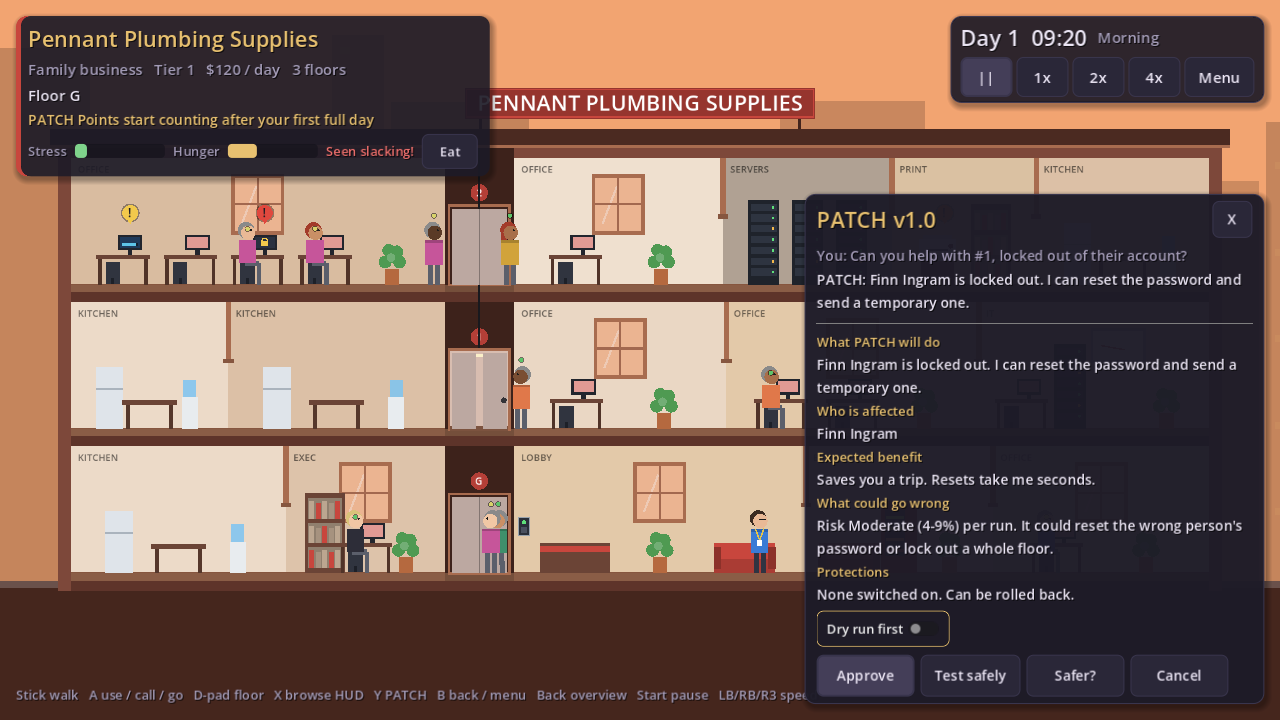 Pennant Plumbing Supplies
Family business Tier 1 $120 / day 3 floors
Floor G
PATCH Points start counting after your first full day
Stress Hunger Seen slacking! Eat
Day 1 09:20 Morning
|| 1x 2x 4x Menu
PENNANT PLUMBING SUPPLIES
OFFICE SERVERS PRINT KITCHEN
KITCHEN KITCHEN OFFICE OFFICE
KITCHEN EXEC LOBBY
G
PATCH v1.0 X
You: Can you help with #1, locked out of their account?
PATCH: Finn Ingram is locked out. I can reset the password and
send a temporary one.
What PATCH will do
Finn Ingram is locked out. I can reset the password and send a
temporary one.
Who is affected
Finn Ingram
Expected benefit
Saves you a trip. Resets take me seconds.
What could go wrong
Risk Moderate (4-9%) per run. It could reset the wrong person's
password or lock out a whole floor.
Protections
None switched on. Can be rolled back.
Dry run first
Approve Test safely Safer? Cancel
Stick walk A use / call / go D-pad floor X browse HUD Y PATCH B back / menu Back overview Start pause LB/RB/R3